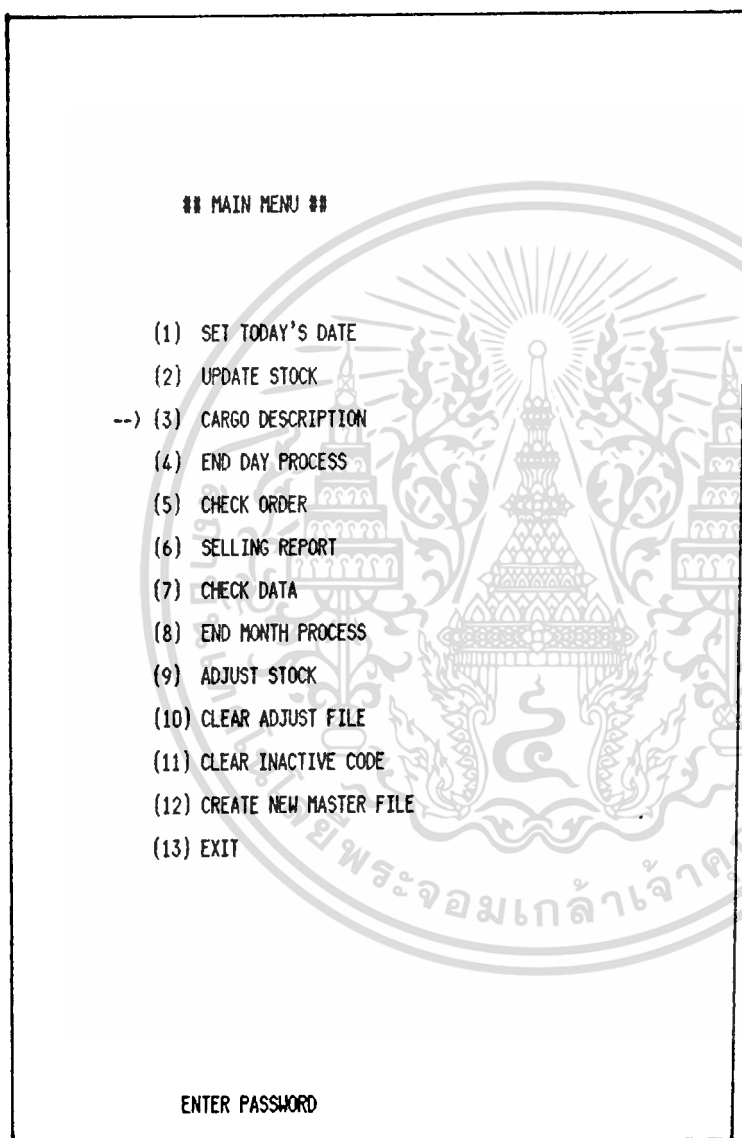 ## MAIN MENU ##
(1) SET TODAY'S DATE
(2) UPDATE STOCK
--) (3) CARGO DESCRIPTION
(4) END DAY PROCESS
(5) CHECK ORDER
(6) SELLING REPORT
(7) CHECK DATA
(8) END MONTH PROCESS
(9) ADJUST STOCK
(10) CLEAR ADJUST FILE
(11) CLEAR INACTIVE CODE
(12) CREATE NEW MASTER FILE
(13) EXIT
พระจอมเกล้าเจ้าคุ
ENTER PASSWORD